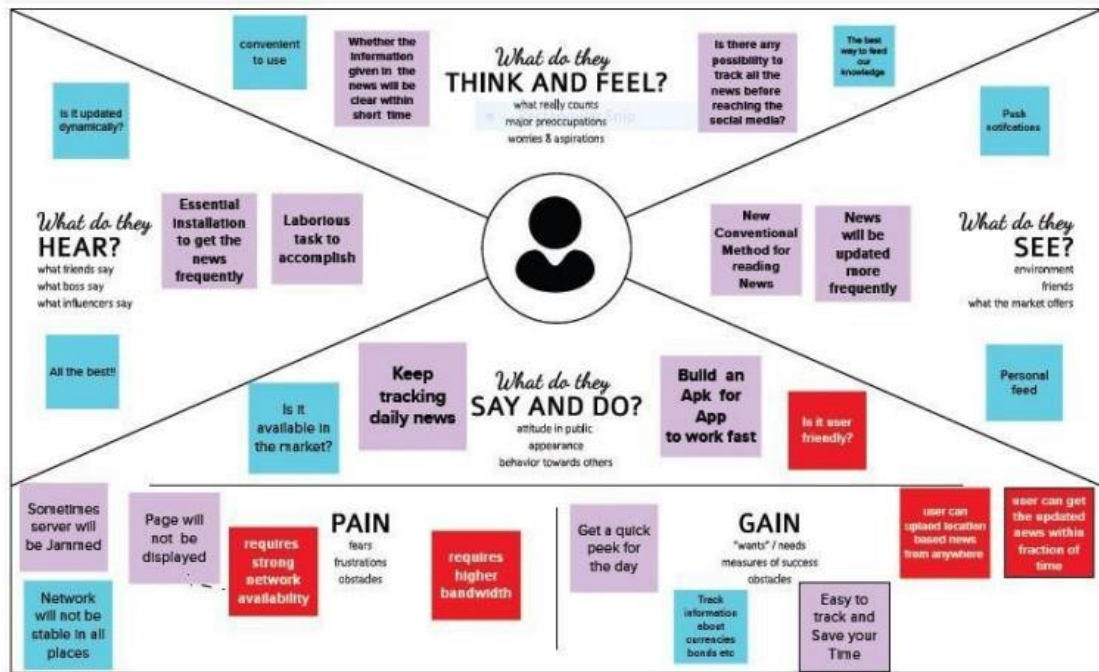 convenient
to use
Whether the
information
given in the
news will be
clear within
short time
What do they
THINK AND FEEL?
what really counts
major preoccupations
worries & aspirations
Is there any
possibility to
track all the
news before
reaching the
social media?
The best
way to feed
our
knowledge
Is it updated
dynamically?
Push
notifcations
What do they
HEAR?
what friends say
what boss say
what influencers say
Essential
installation
to get the
news
frequently
Laborious
task to
accomplish
New
Conventional
Method for
reading
News
News
will be
updated
more
frequently
What do they
SEE?
environment
friends
what the market offers
All the best!!
Is it
available in
the market?
Keep
tracking
daily news
What do they
SAY AND DO?
attitude in public
appearance
behavior towards others
Build an
Apk for
App
to work fast
Is it user
friendly?
Personal
feed
Sometimes
server will
be Jammed
Page will
not be
displayed
requires
strong
network
availability
PAIN
fears
frustrations
obstacles
requires
higher
bandwidth
Network
will not be
stable in all
places
Get a quick
peek for
the day
GAIN
"wants" / needs
measures of success
obstacles
user can
uplaod location
based news
from anywhere
user can get
the updated
news within
fraction of
time
Track
information
about
currencies
bonds etc
Easy to
track and
Save your
Time